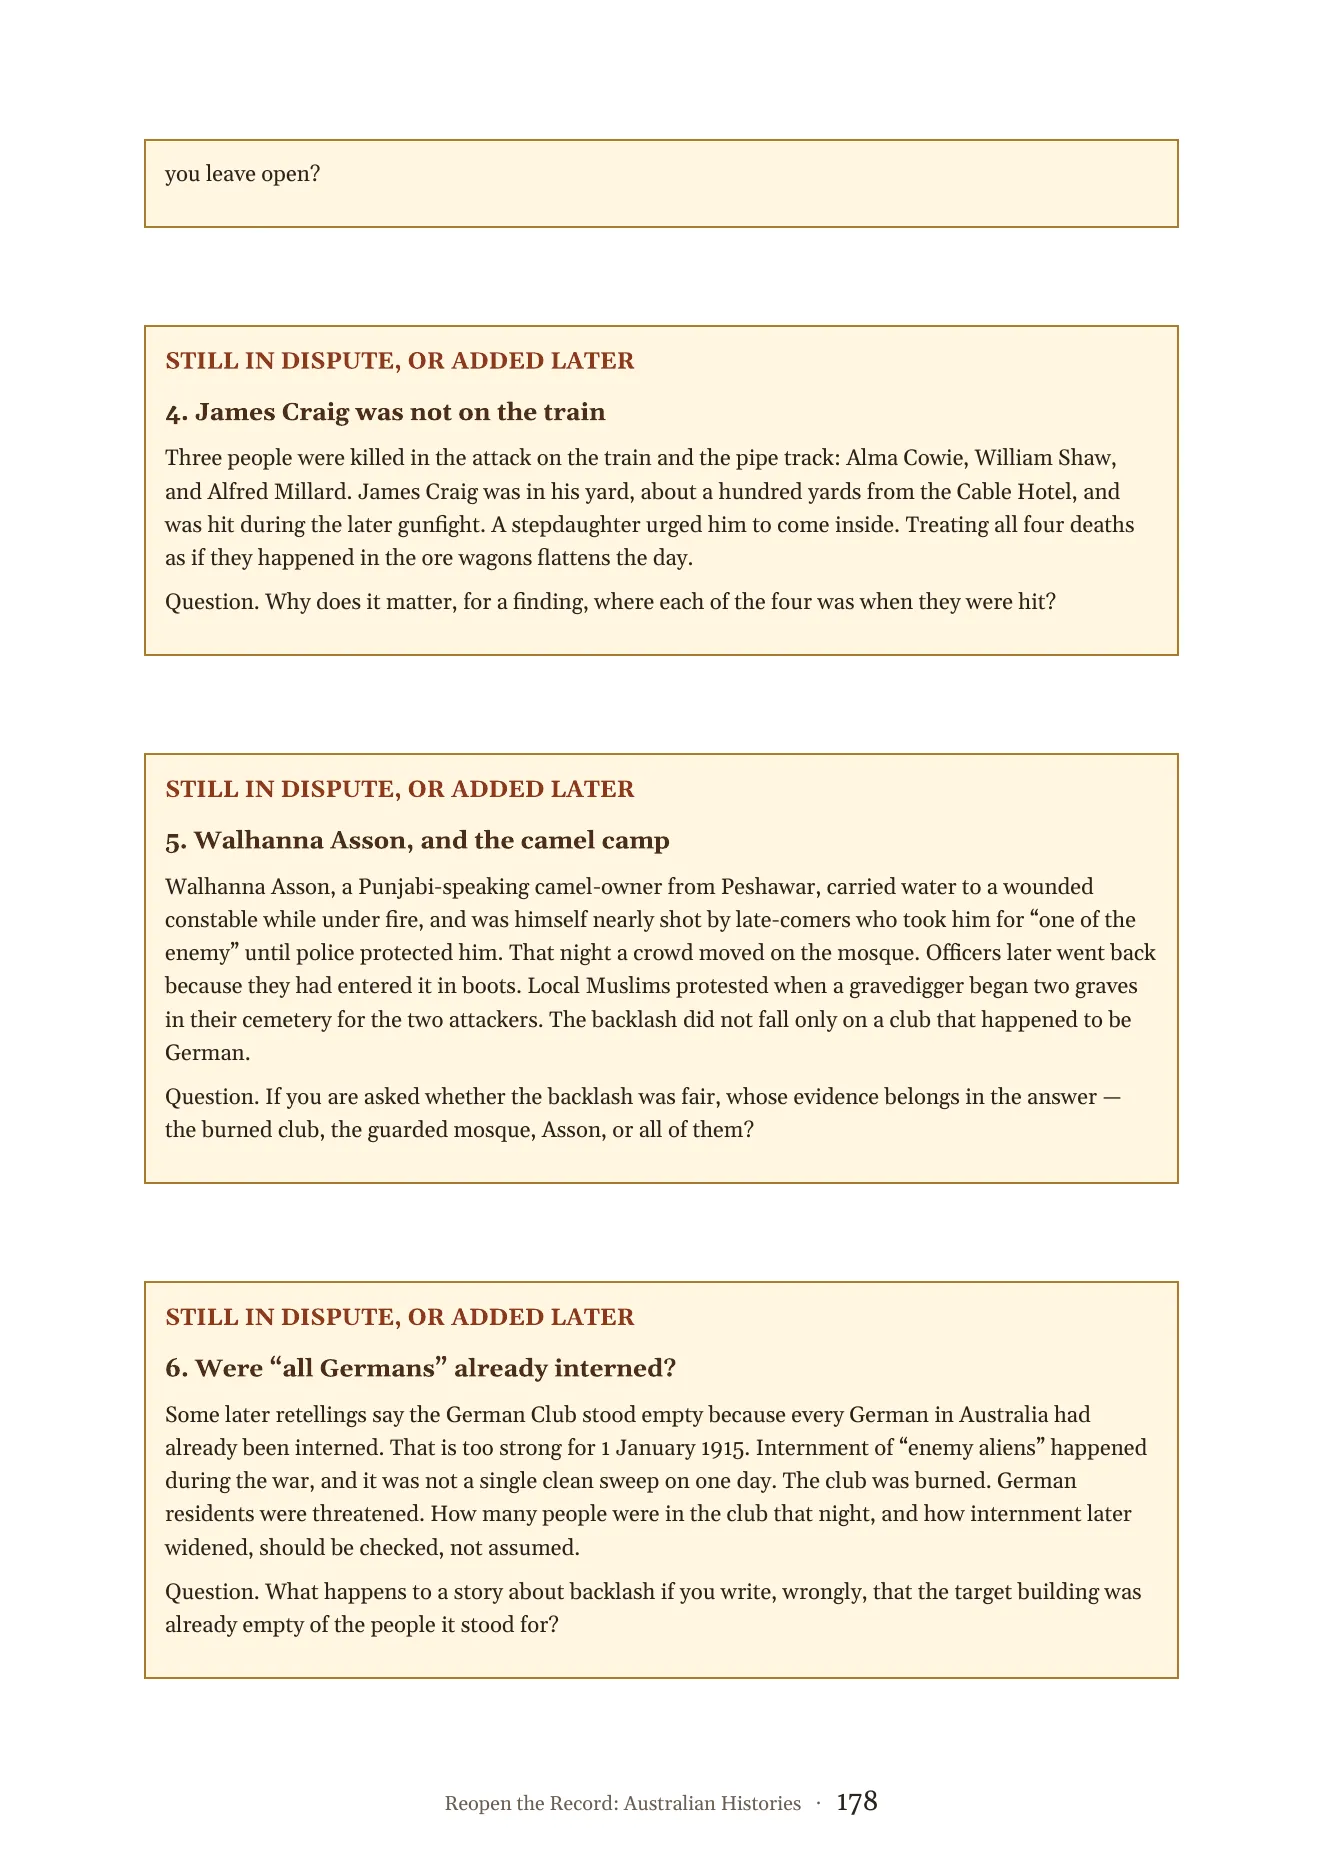 you leave open?
STILL IN DISPUTE, OR ADDED LATER
4. James Craig was not on the train
Three people were killed in the attack on the train and the pipe track: Alma Cowie, William Shaw,
and Alfred Millard. James Craig was in his yard, about a hundred yards from the Cable Hotel, and
was hit during the later gunfight. A stepdaughter urged him to come inside. Treating all four deaths
as if they happened in the ore wagons flattens the day.
Question. Why does it matter, for a finding, where each of the four was when they were hit?
STILL IN DISPUTE, OR ADDED LATER
5. Walhanna Asson, and the camel camp
Walhanna Asson, a Punjabi-speaking camel-owner from Peshawar, carried water to a wounded
constable while under fire, and was himself nearly shot by late-comers who took him for “one of the
enemy” until police protected him. That night a crowd moved on the mosque. Officers later went back
because they had entered it in boots. Local Muslims protested when a gravedigger began two graves
in their cemetery for the two attackers. The backlash did not fall only on a club that happened to be
German.
Question. If you are asked whether the backlash was fair, whose evidence belongs in the answer —
the burned club, the guarded mosque, Asson, or all of them?
STILL IN DISPUTE, OR ADDED LATER
6. Were “all Germans” already interned?
Some later retellings say the German Club stood empty because every German in Australia had
already been interned. That is too strong for 1 January 1915. Internment of “enemy aliens” happened
during the war, and it was not a single clean sweep on one day. The club was burned. German
residents were threatened. How many people were in the club that night, and how internment later
widened, should be checked, not assumed.
Question. What happens to a story about backlash if you write, wrongly, that the target building was
already empty of the people it stood for?
Reopen the Record: Australian Histories · 178